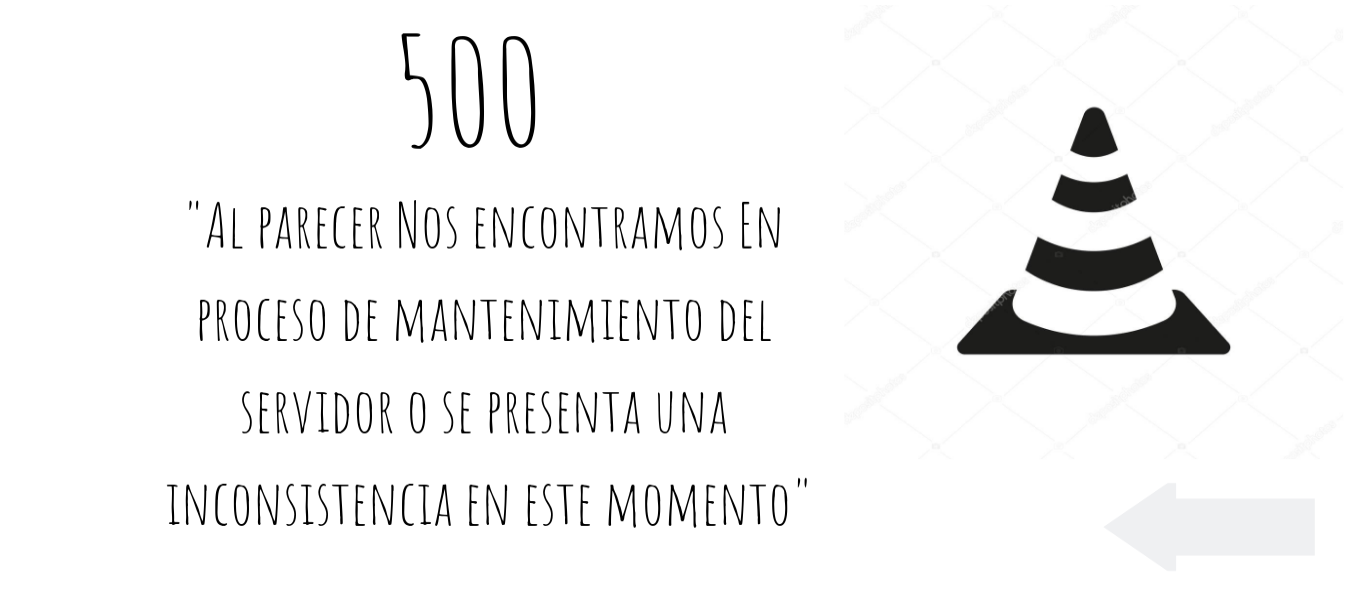 500
"Al parecer Nos encontramos En
proceso de mantenimiento del
servidor o se presenta una
inconsistencia en este momento"